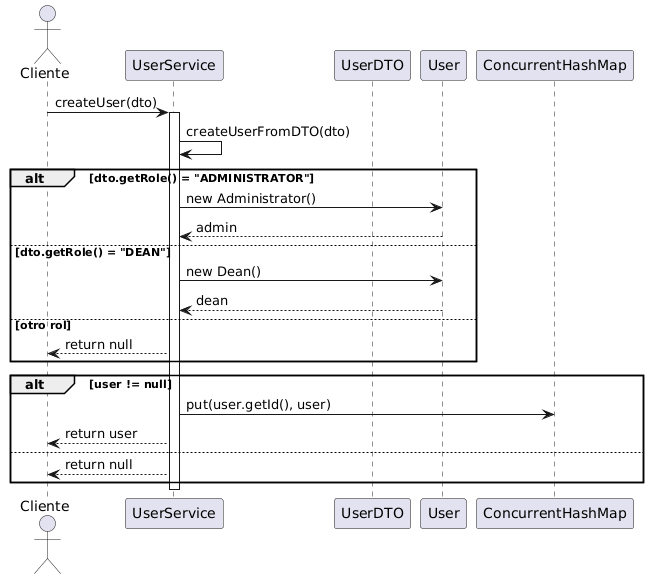 Cliente
UserService
UserDTO
User
ConcurrentHashMap
createUser(dto)
createUserFromDTO(dto)
alt [dto.getRole() = "ADMINISTRATOR"]
new Administrator()
admin
[dto.getRole() = "DEAN"]
new Dean()
dean
[otro rol]
return null
alt [user != null]
put(user.getId(), user)
return user
return null
Cliente
UserService
UserDTO
User
ConcurrentHashMap